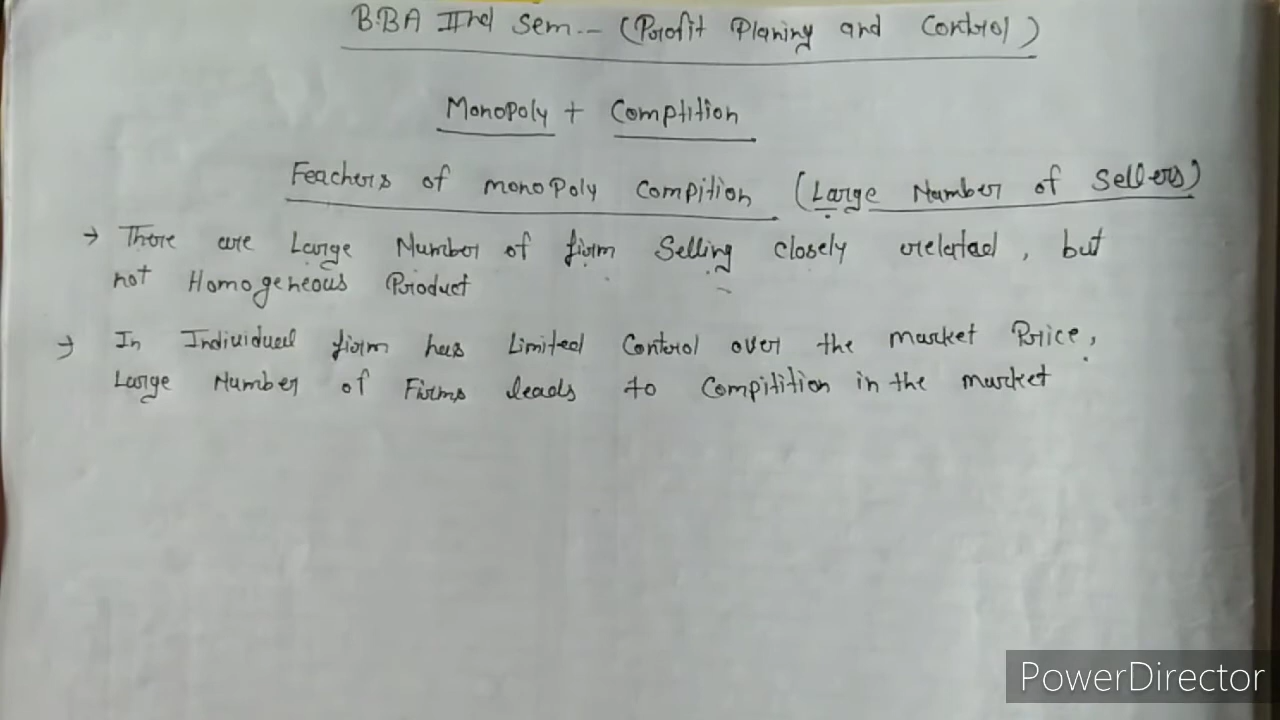 BBA IInd Sem.- (Profit Planing and Control)
Monopoly + Comptition
Feachers of monopoly Compition (Large Number of Sellers)
→ There are Large Number of firm Selling closely related, but
not Homogeneous Product
→ In Individual firm has Limited Control over the market Price,
Large Number of Firms leads to Compitition in the market
PowerDirector